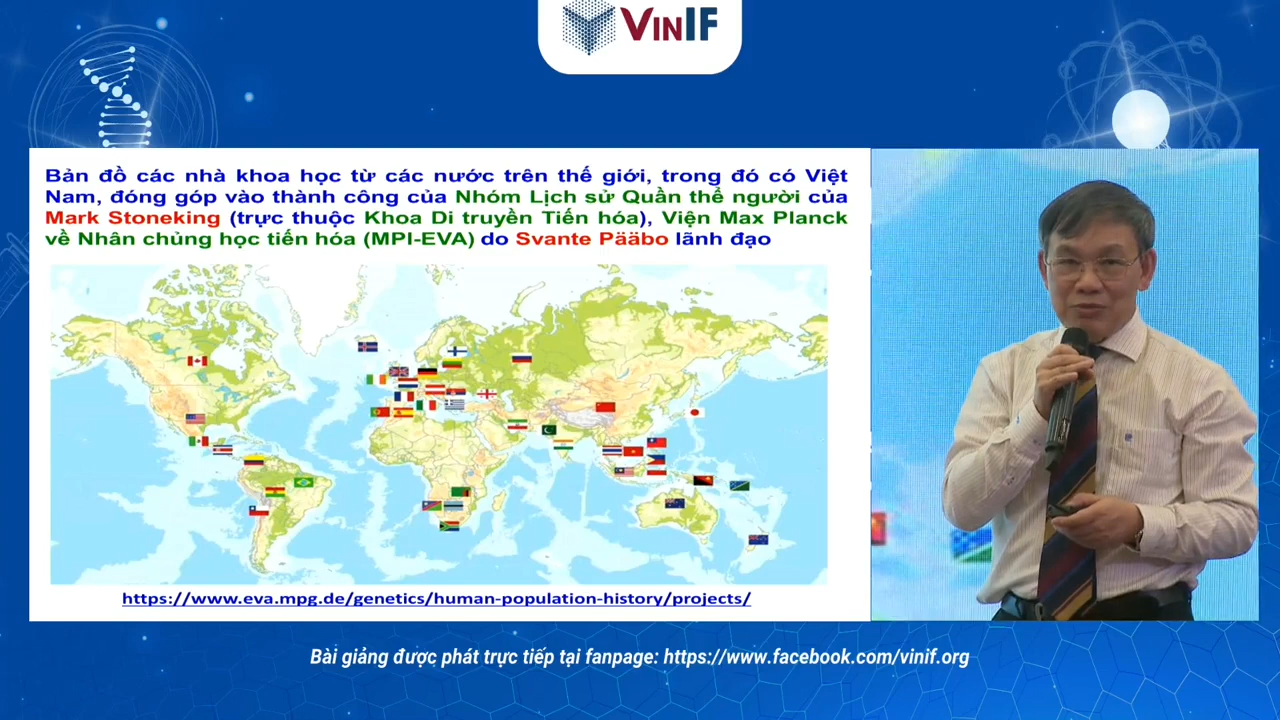 VINIF
Bản đồ các nhà khoa học từ các nước trên thế giới, trong đó có Việt
Nam, đóng góp vào thành công của Nhóm Lịch sử Quần thể người của
Mark Stoneking (trực thuộc Khoa Di truyền Tiến hóa), Viện Max Planck
về Nhân chủng học tiến hóa (MPI-EVA) do Svante Pääbo lãnh đạo
https://www.eva.mpg.de/genetics/human-population-history/projects/
Bài giảng được phát trực tiếp tại fanpage: https://www.facebook.com/vinif.org